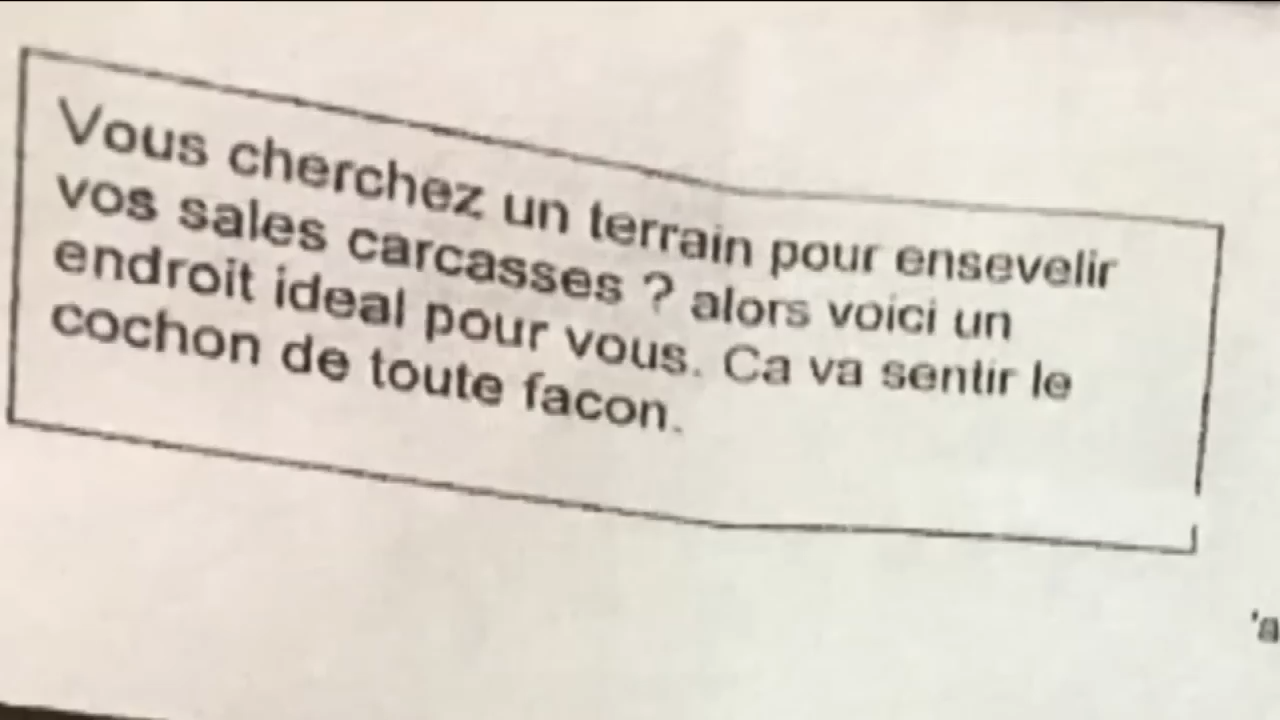 Vous cherchez un terrain pour ensevelir
vos sales carcasses ? alors voici un
endroit ideal pour vous. Ca va sentir le
cochon de toute facon.
'a